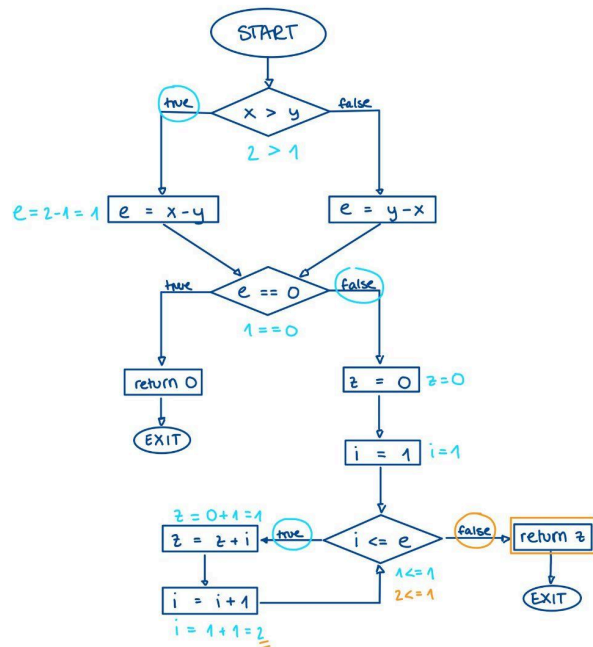 START
true
x > y
false
2 > 1
e = 2-1 = 1
e = x-y
e = y-x
true
e == 0
false
1 == 0
return 0
z = 0
z=0
EXIT
i = 1
i=1
z = 0+1=1
z = z+i
true
i <= e
false
return z
1<=1
2<=1
i = i+1
EXIT
i = 1+1=2